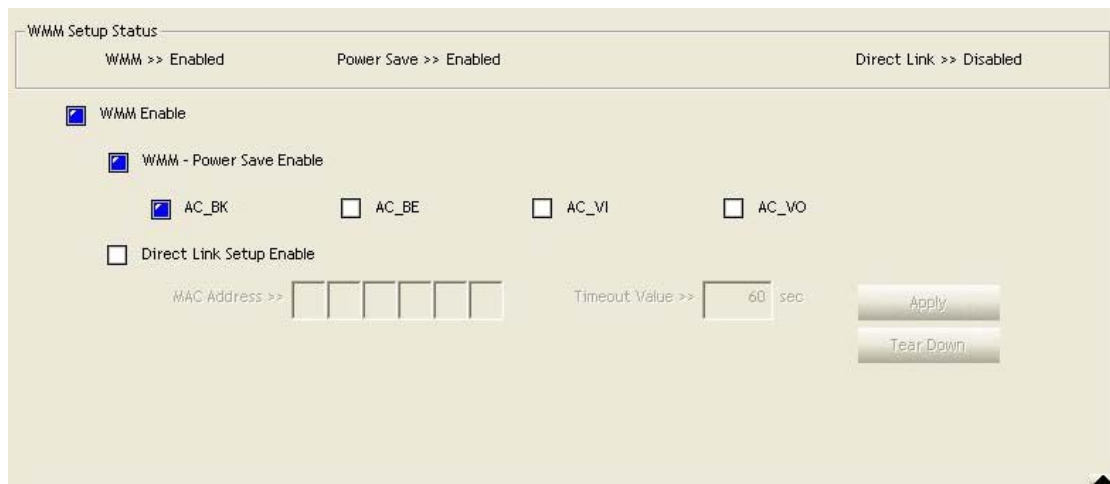 WMM Setup Status
WMM >> Enabled Power Save >> Enabled Direct Link >> Disabled
WMM Enable
WMM - Power Save Enable
AC_BK AC_BE AC_VI AC_VO
Direct Link Setup Enable
MAC Address >> Timeout Value >> 60 sec Apply
Tear Down